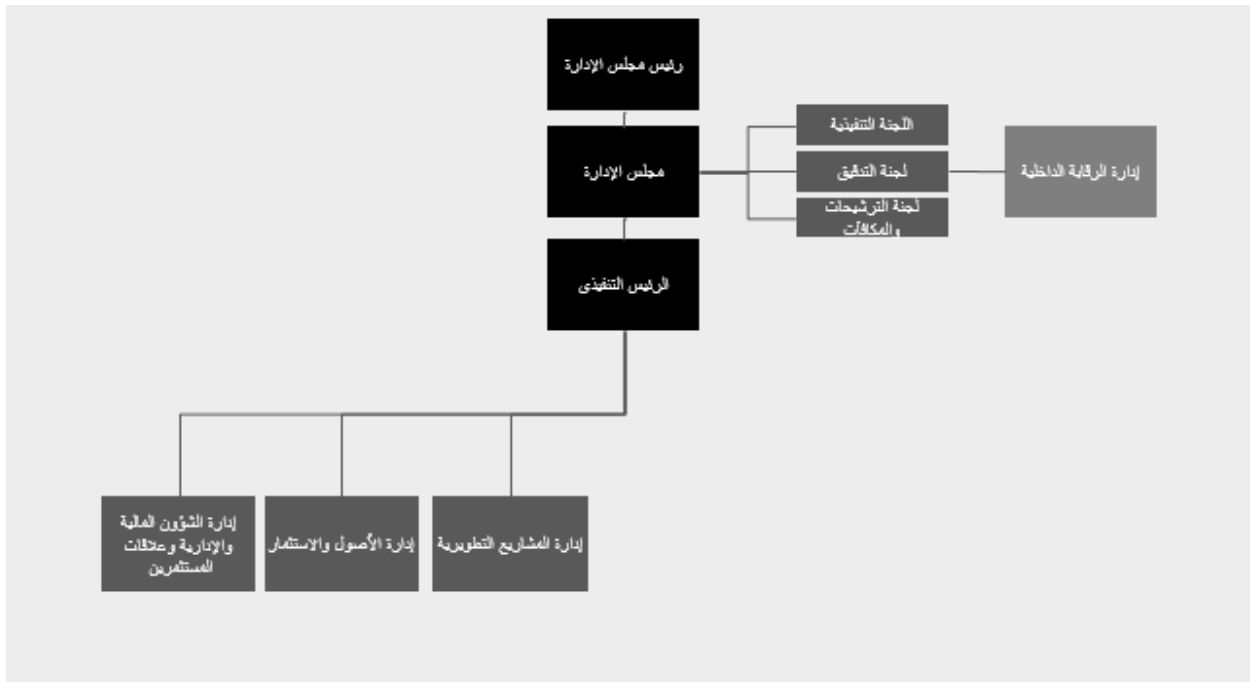 رئيس مجلس الإدارة
مجلس الإدارة
اللجنة التنفيذية
لجنة التدقيق
لجنة الترشيحات
والمكافآت
إدارة الرقابة الداخلية
الرئيس التنفيذي
إدارة المشاريع التطويرية
إدارة الأصول والاستثمار
إدارة الشؤون المالية
والإدارية وعلاقات
المستثمرين